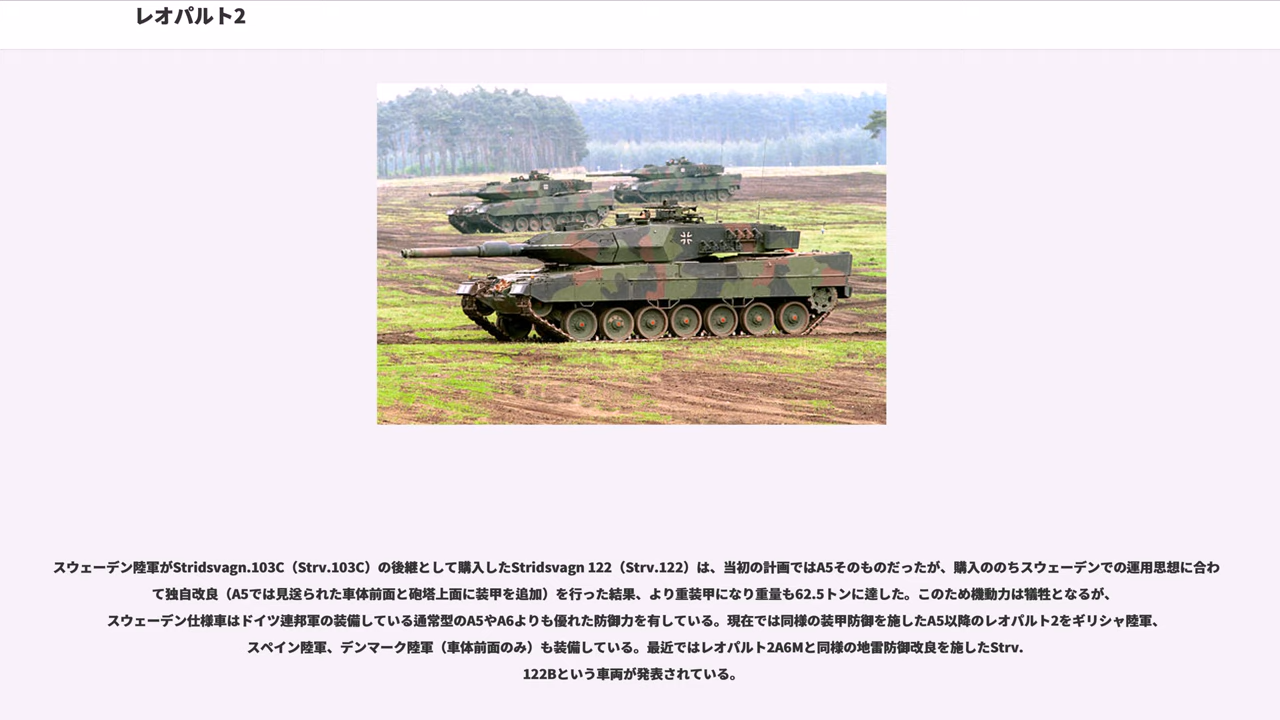 レオパルト2
スウェーデン陸軍がStridsvagn.103C（Strv.103C）の後継として購入したStridsvagn 122（Strv.122）は、当初の計画ではA5そのものだったが、購入ののちスウェーデンでの運用思想に合わ
て独自改良（A5では見送られた車体前面と砲塔上面に装甲を追加）を行った結果、より重装甲になり重量も62.5トンに達した。このため機動力は犠牲となるが、
スウェーデン仕様車はドイツ連邦軍の装備している通常型のA5やA6よりも優れた防御力を有している。現在では同様の装甲防御を施したA5以降のレオパルト2をギリシャ陸軍、
スペイン陸軍、デンマーク陸軍（車体前面のみ）も装備している。最近ではレオパルト2A6Mと同様の地雷防御改良を施したStrv.
122Bという車両が発表されている。